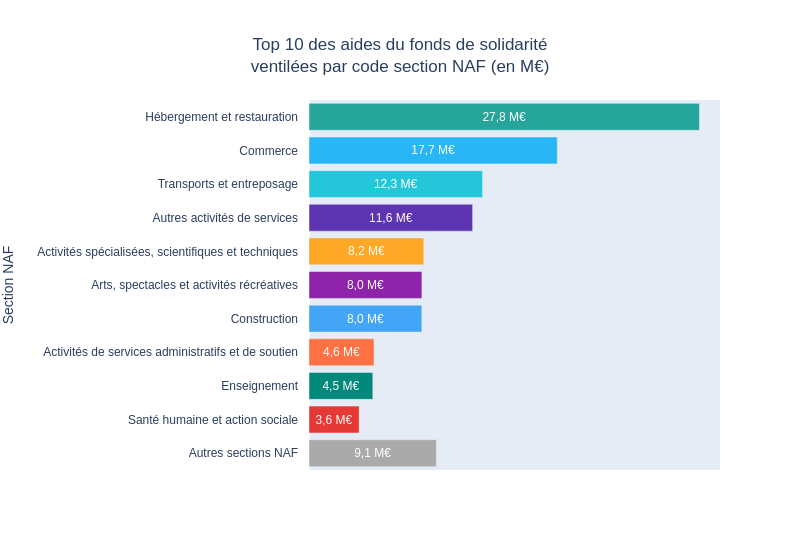 Top 10 des aides du fonds de solidarité
ventilées par code section NAF (en M€)
Section NAF
Hébergement et restauration 27,8 M€
Commerce 17,7 M€
Transports et entreposage 12,3 M€
Autres activités de services 11,6 M€
Activités spécialisées, scientifiques et techniques 8,2 M€
Arts, spectacles et activités récréatives 8,0 M€
Construction 8,0 M€
Activités de services administratifs et de soutien 4,6 M€
Enseignement 4,5 M€
Santé humaine et action sociale 3,6 M€
Autres sections NAF 9,1 M€